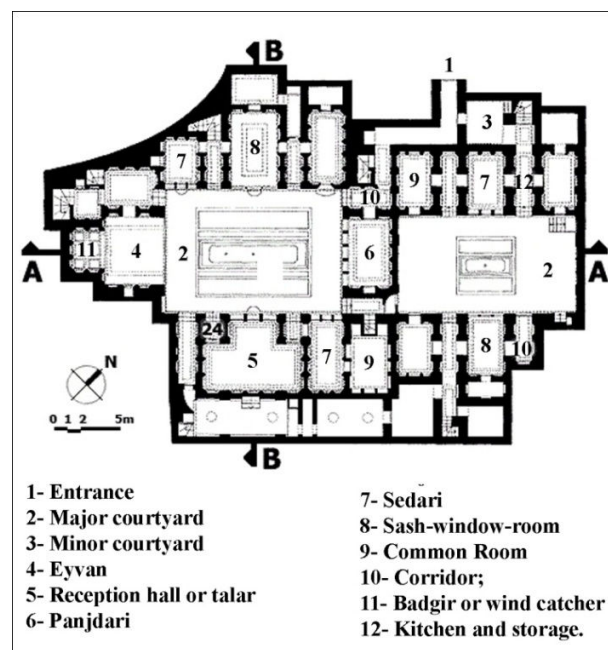 B
1
3
7
8
9
7
12
10
11
4
2
6
2
A
A
24
5
7
9
8
10
N
0 1 2 5m
B
1- Entrance
2- Major courtyard
3- Minor courtyard
4- Eyvan
5- Reception hall or talar
6- Panjdari
7- Sedari
8- Sash-window-room
9- Common Room
10- Corridor;
11- Badgir or wind catcher
12- Kitchen and storage.